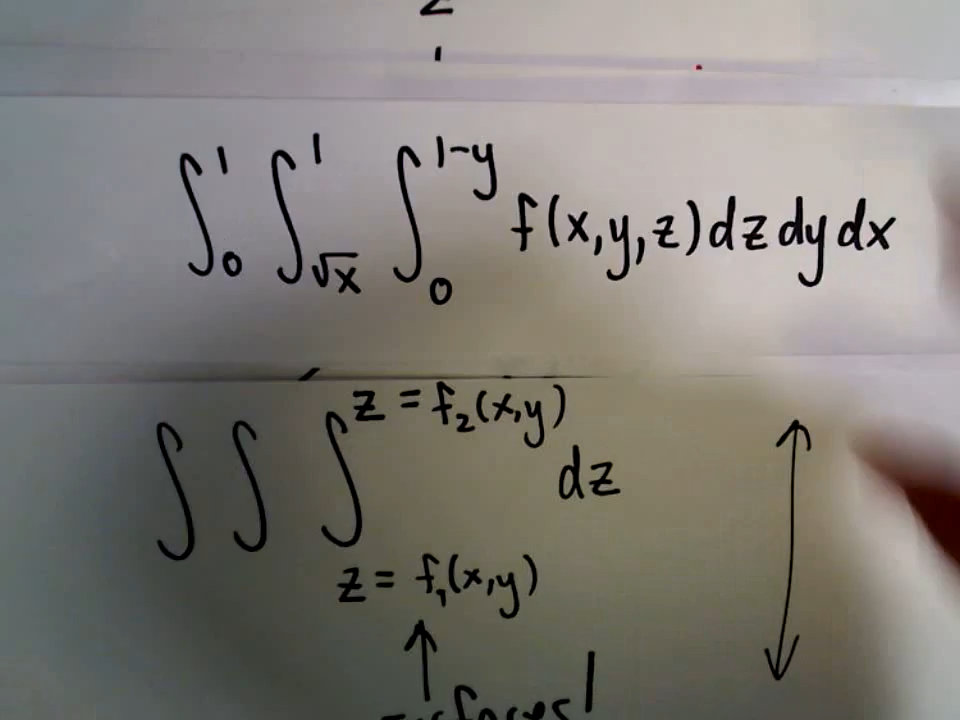 ∫₀¹ ∫_√x¹ ∫₀^1-y f(x,y,z) dz dy dx
∫ ∫ ∫ z = f₂(x,y) dz
z = f₁(x,y)